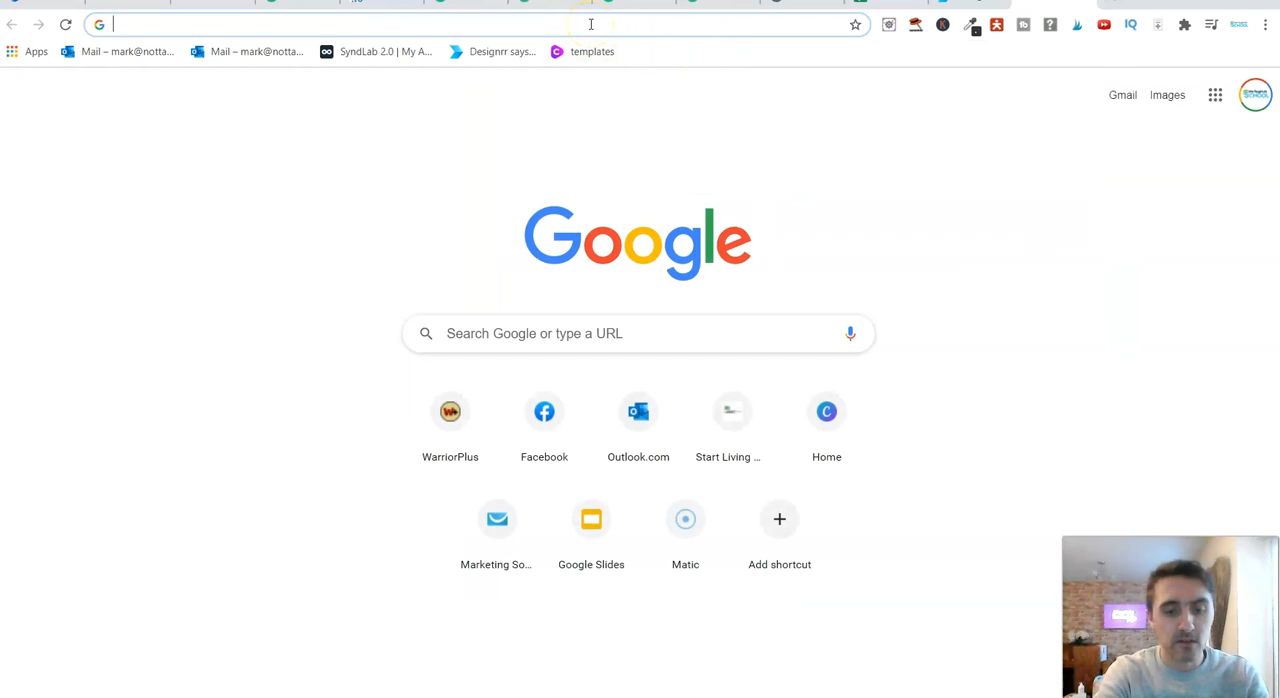 Apps Mail – mark@notta... Mail – mark@notta... SyndLab 2.0 | My A... Designrr says... templates
Gmail Images
Google
Search Google or type a URL
WarriorPlus Facebook Outlook.com Start Living ... Home
Marketing So... Google Slides Matic Add shortcut